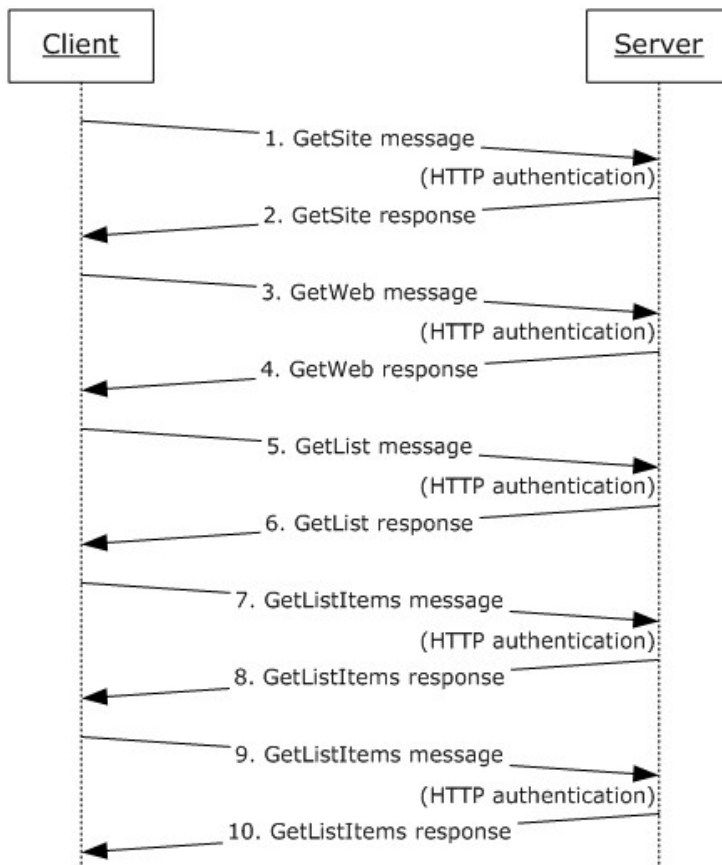 Client
Server
1. GetSite message
(HTTP authentication)
2. GetSite response
3. GetWeb message
(HTTP authentication)
4. GetWeb response
5. GetList message
(HTTP authentication)
6. GetList response
7. GetListItems message
(HTTP authentication)
8. GetListItems response
9. GetListItems message
(HTTP authentication)
10. GetListItems response